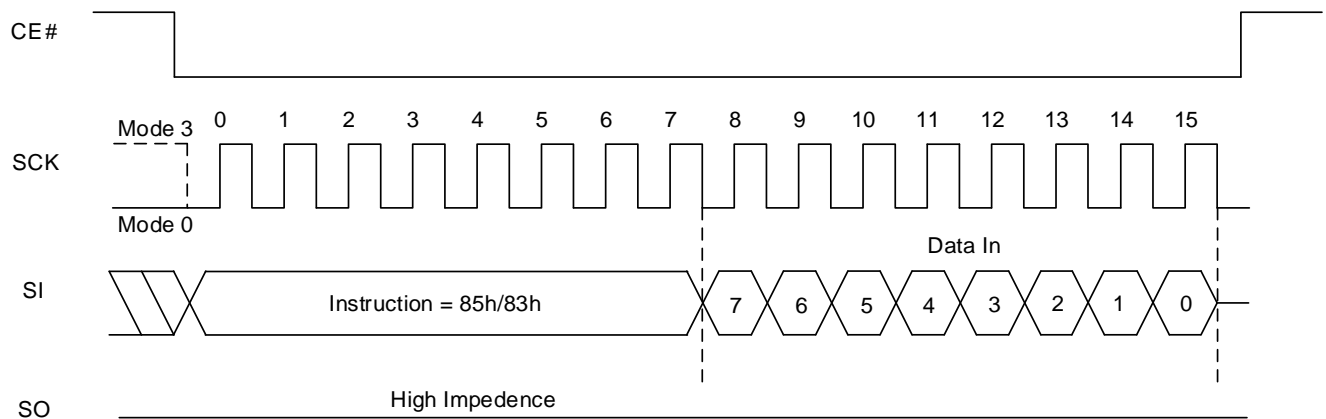 CE#
Mode 3 0 1 2 3 4 5 6 7 8 9 10 11 12 13 14 15
SCK
Mode 0
Data In
SI Instruction = 85h/83h 7 6 5 4 3 2 1 0
High Impedence
SO